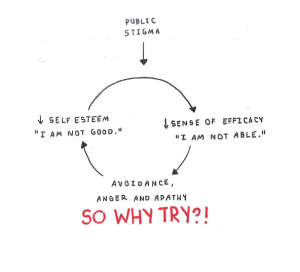 PUBLIC
STIGMA
↓ SELF ESTEEM
"I AM NOT GOOD."
↓ SENSE OF EFFICACY
"I AM NOT ABLE."
AVOIDANCE,
ANGER AND APATHY
SO WHY TRY?!